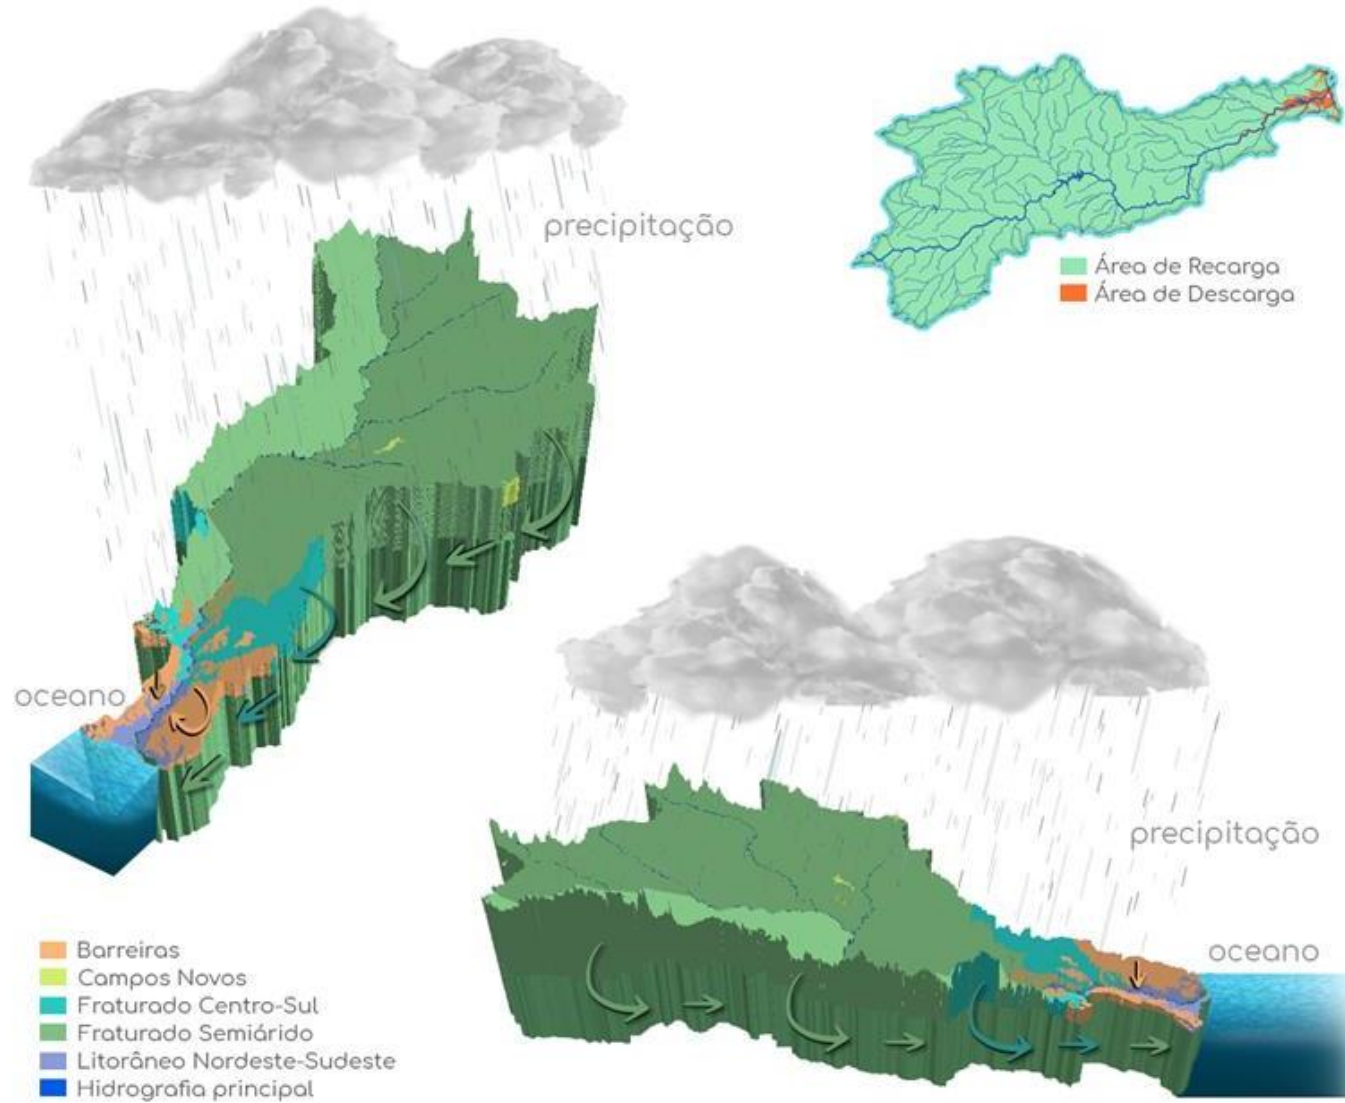 precipitação
Área de Recarga
Área de Descarga
oceano
precipitação
oceano
Barreiras
Campos Novos
Fraturado Centro-Sul
Fraturado Semiárido
Litorâneo Nordeste-Sudeste
Hidrografia principal